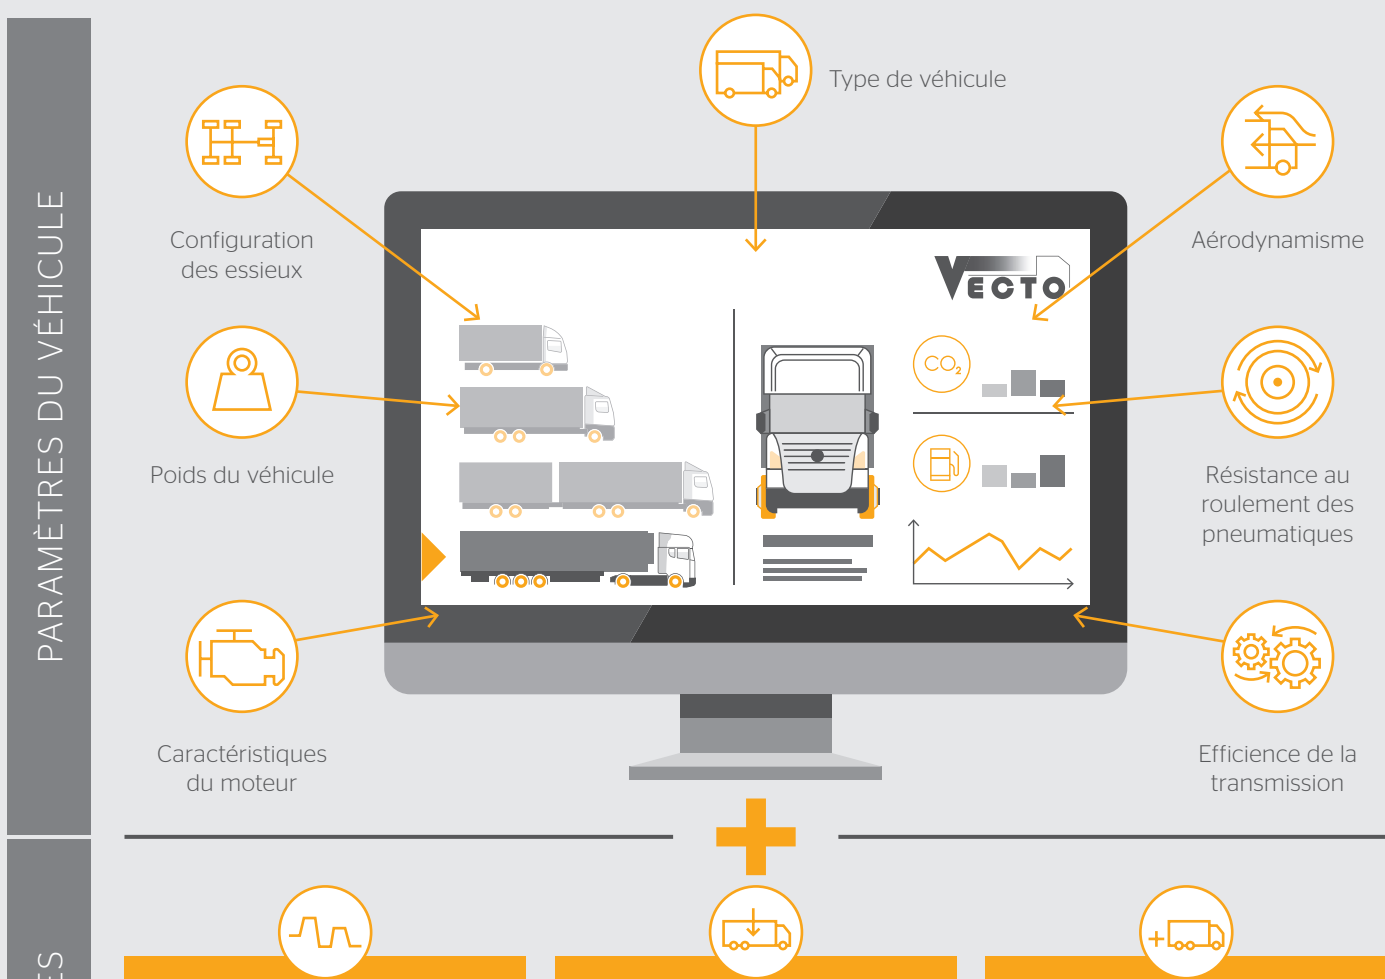 PARAMÈTRES DU VÉHICULE
Type de véhicule
Configuration
des essieux
Aérodynamisme
VECTO
CO₂
Poids du véhicule
Résistance au
roulement des
pneumatiques
Caractéristiques
du moteur
Efficience de la
transmission